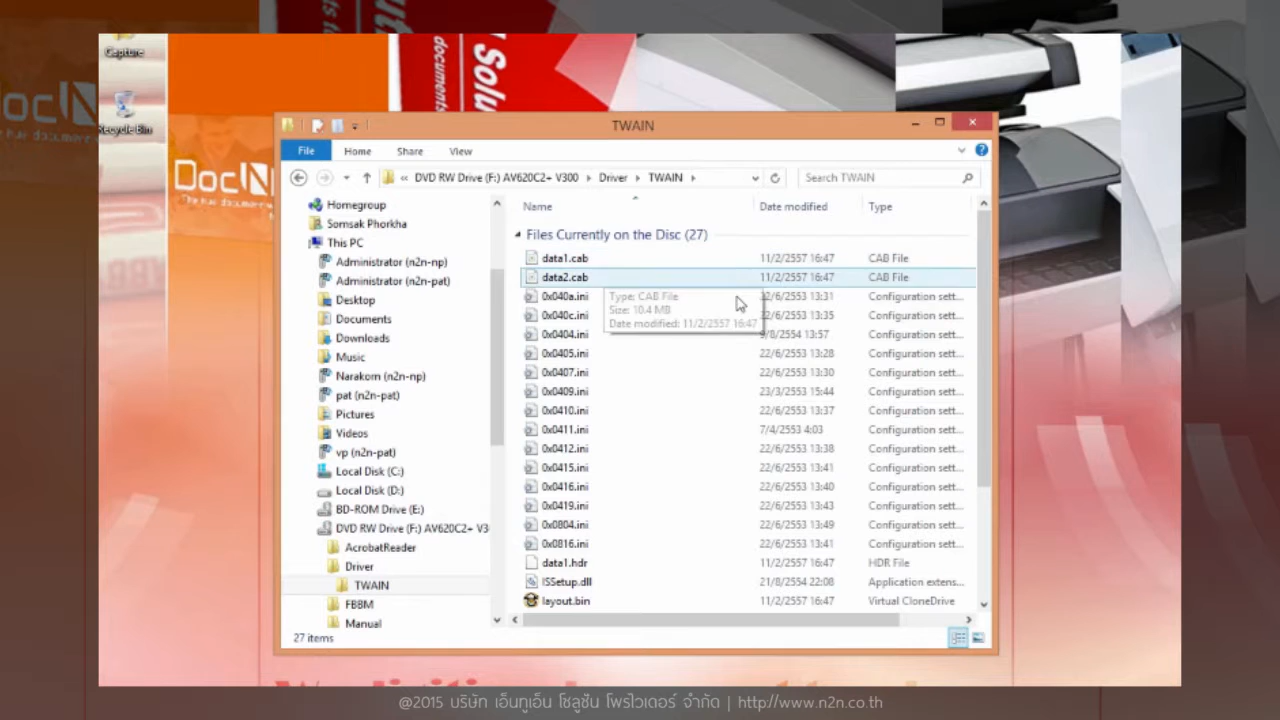 Capture
Recycle Bin
DocN
Solu
documents
TWAIN
File Home Share View
« DVD RW Drive (F:) AV620C2+ V300 Driver TWAIN
Search TWAIN
Homegroup
Somsak Phorkha
This PC
Administrator (n2n-np)
Administrator (n2n-pat)
Desktop
Documents
Downloads
Music
Narakorn (n2n-np)
pat (n2n-pat)
Pictures
Videos
vp (n2n-pat)
Local Disk (C:)
Local Disk (D:)
BD-ROM Drive (E:)
DVD RW Drive (F:) AV620C2+ V3
AcrobatReader
Driver
TWAIN
FBBM
Manual
Name Date modified Type
Files Currently on the Disc (27)
data1.cab 11/2/2557 16:47 CAB File
data2.cab 11/2/2557 16:47 CAB File
0x040a.ini 22/6/2553 13:31 Configuration sett...
0x040c.ini 22/6/2553 13:35 Configuration sett...
0x0404.ini 9/8/2554 13:57 Configuration sett...
0x0405.ini 22/6/2553 13:28 Configuration sett...
0x0407.ini 22/6/2553 13:30 Configuration sett...
0x0409.ini 23/3/2553 15:44 Configuration sett...
0x0410.ini 22/6/2553 13:37 Configuration sett...
0x0411.ini 7/4/2553 4:03 Configuration sett...
0x0412.ini 22/6/2553 13:38 Configuration sett...
0x0415.ini 22/6/2553 13:41 Configuration sett...
0x0416.ini 22/6/2553 13:40 Configuration sett...
0x0419.ini 22/6/2553 13:43 Configuration sett...
0x0804.ini 22/6/2553 13:49 Configuration sett...
0x0816.ini 22/6/2553 13:41 Configuration sett...
data1.hdr 11/2/2557 16:47 HDR File
ISSetup.dll 21/8/2554 22:08 Application extens...
layout.bin 11/2/2557 16:47 Virtual CloneDrive
Type: CAB File
Size: 10.4 MB
Date modified: 11/2/2557 16:47
27 items
@2015 บริษัท เอ็นทูเอ็น โซลูชัน โพรไวเดอร์ จำกัด | http://www.n2n.co.th